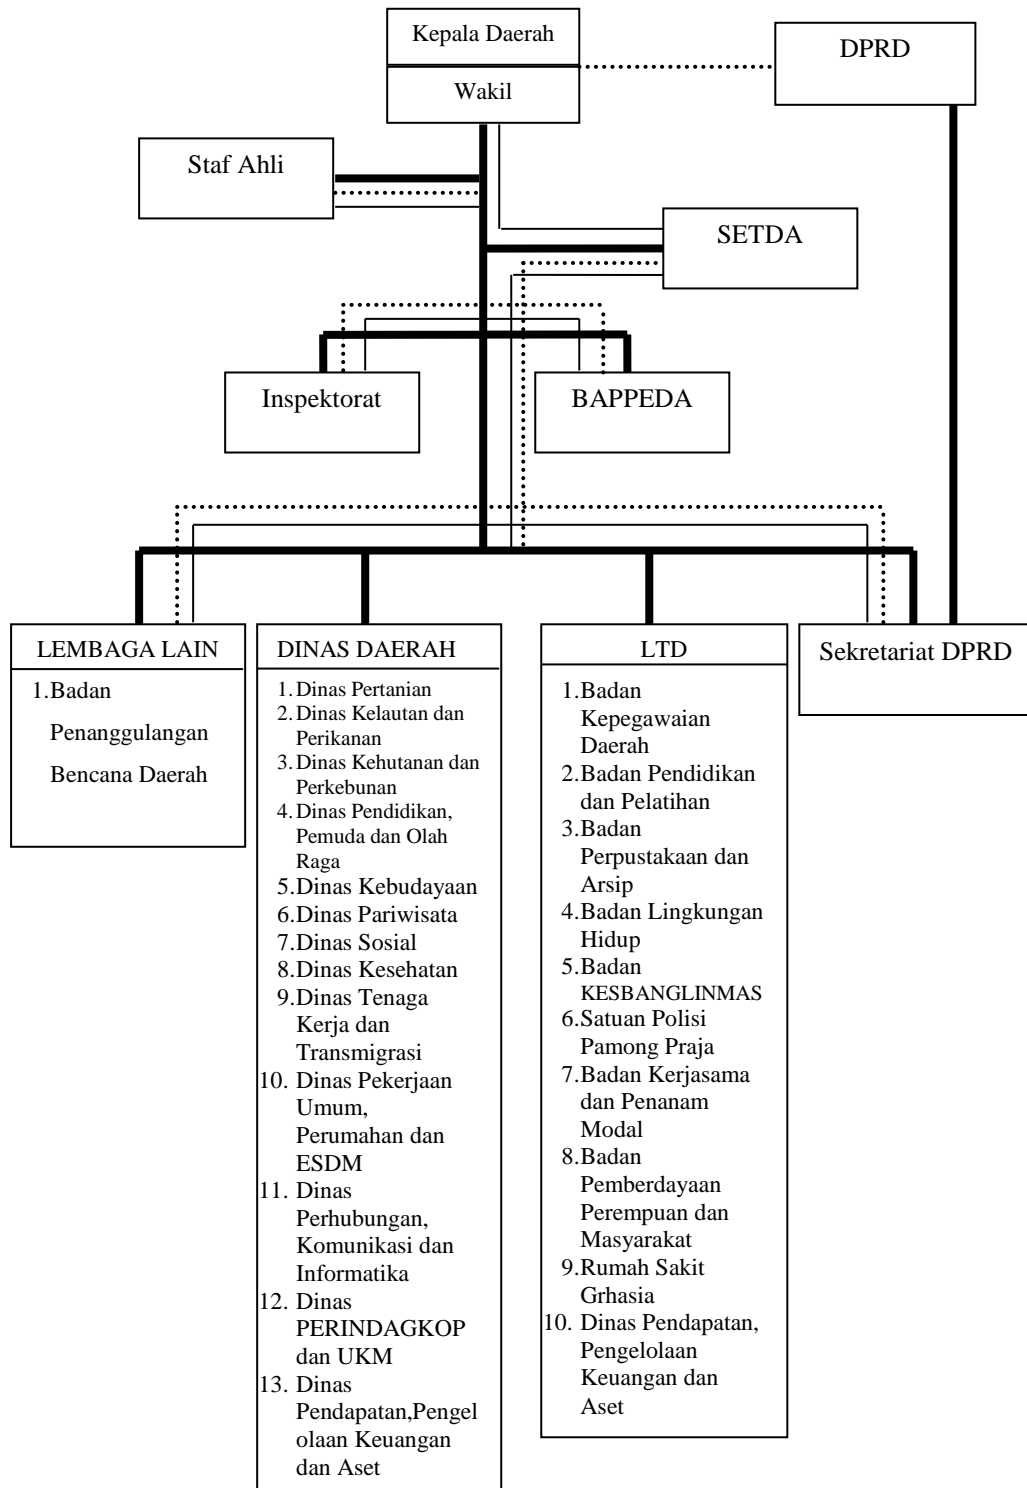 Kepala Daerah
Wakil
DPRD
Staf Ahli
SETDA
Inspektorat
BAPPEDA
LEMBAGA LAIN
1.Badan
Penanggulangan
Bencana Daerah
DINAS DAERAH
1. Dinas Pertanian
2. Dinas Kelautan dan
Perikanan
3. Dinas Kehutanan dan
Perkebunan
4. Dinas Pendidikan,
Pemuda dan Olah
Raga
5.Dinas Kebudayaan
6.Dinas Pariwisata
7.Dinas Sosial
8.Dinas Kesehatan
9.Dinas Tenaga
Kerja dan
Transmigrasi
10. Dinas Pekerjaan
Umum,
Perumahan dan
ESDM
11. Dinas
Perhubungan,
Komunikasi dan
Informatika
12. Dinas
PERINDAGKOP
dan UKM
13. Dinas
Pendapatan,Pengel
olaan Keuangan
dan Aset
LTD
1.Badan
Kepegawaian
Daerah
2.Badan Pendidikan
dan Pelatihan
3.Badan
Perpustakaan dan
Arsip
4.Badan Lingkungan
Hidup
5.Badan
KESBANGLINMAS
6.Satuan Polisi
Pamong Praja
7.Badan Kerjasama
dan Penanam
Modal
8.Badan
Pemberdayaan
Perempuan dan
Masyarakat
9.Rumah Sakit
Grhasia
10. Dinas Pendapatan,
Pengelolaan
Keuangan dan
Aset
Sekretariat DPRD